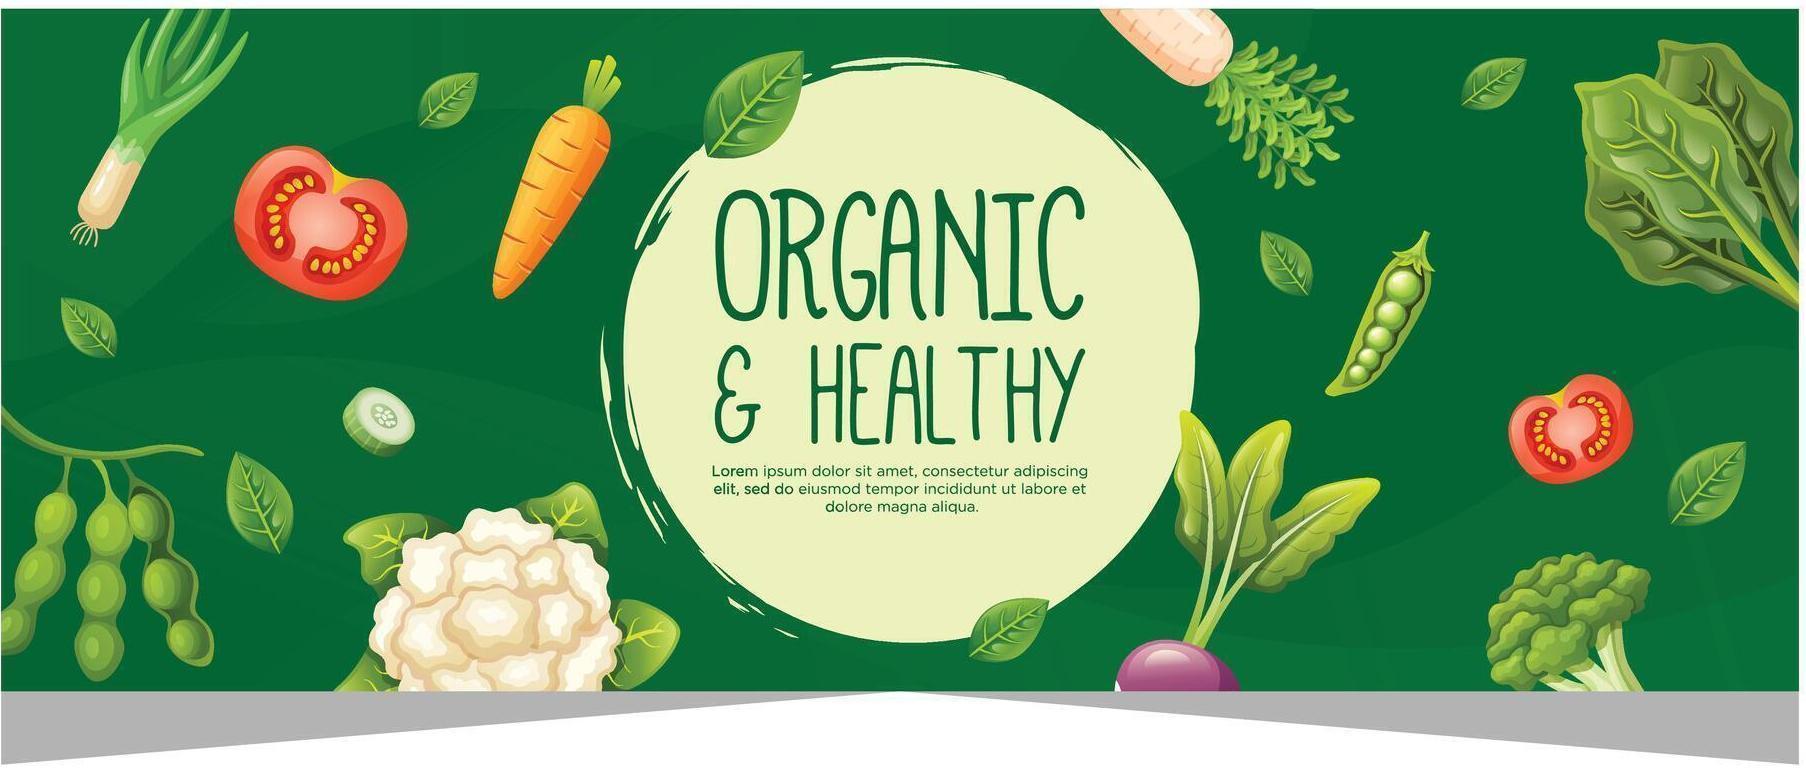 ORGANIC
& HEALTHY
Lorem ipsum dolor sit amet, consectetur adipiscing
elit, sed do eiusmod tempor incididunt ut labore et
dolore magna aliqua.